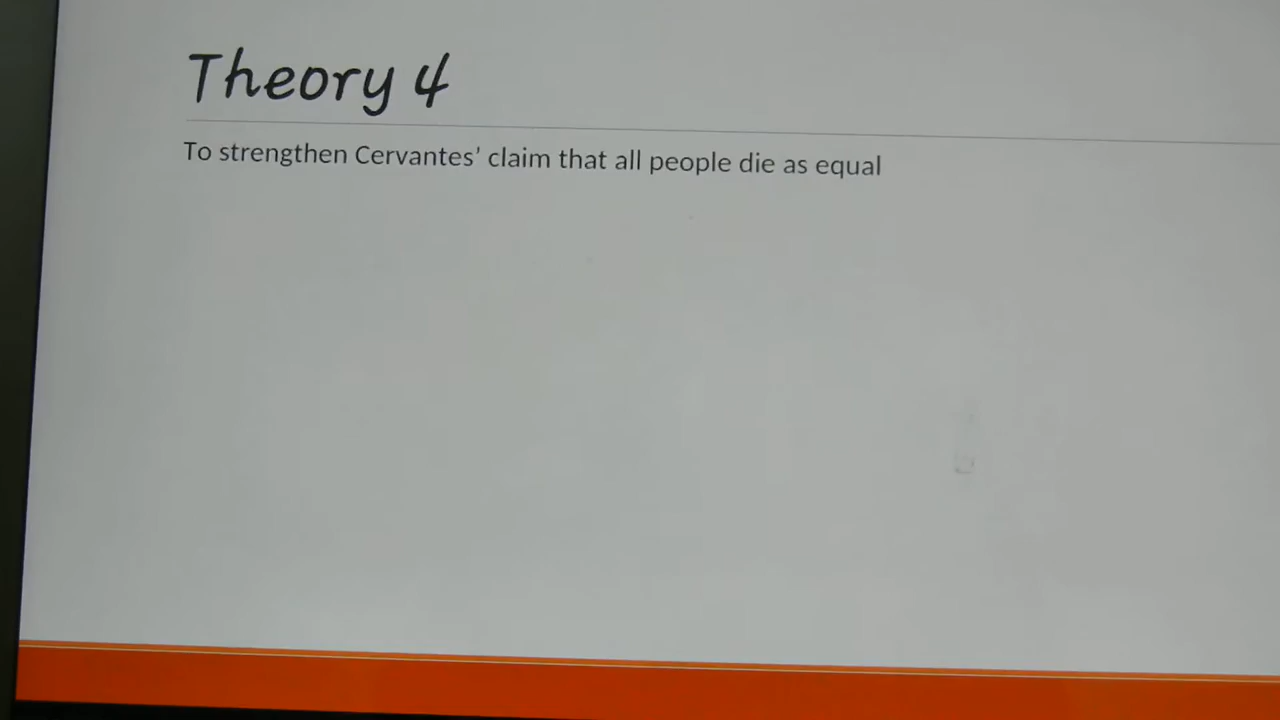 Theory 4
To strengthen Cervantes' claim that all people die as equal